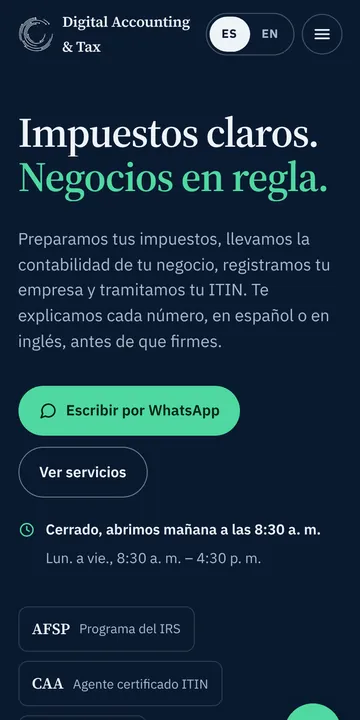 Digital Accounting
& Tax
ES
EN
Impuestos claros.
Negocios en regla.
Preparamos tus impuestos, llevamos la
contabilidad de tu negocio, registramos tu
empresa y tramitamos tu ITIN. Te
explicamos cada número, en español o en
inglés, antes de que firmes.
Escribir por WhatsApp
Ver servicios
Cerrado, abrimos mañana a las 8:30 a. m.
Lun. a vie., 8:30 a. m. – 4:30 p. m.
AFSP Programa del IRS
CAA Agente certificado ITIN